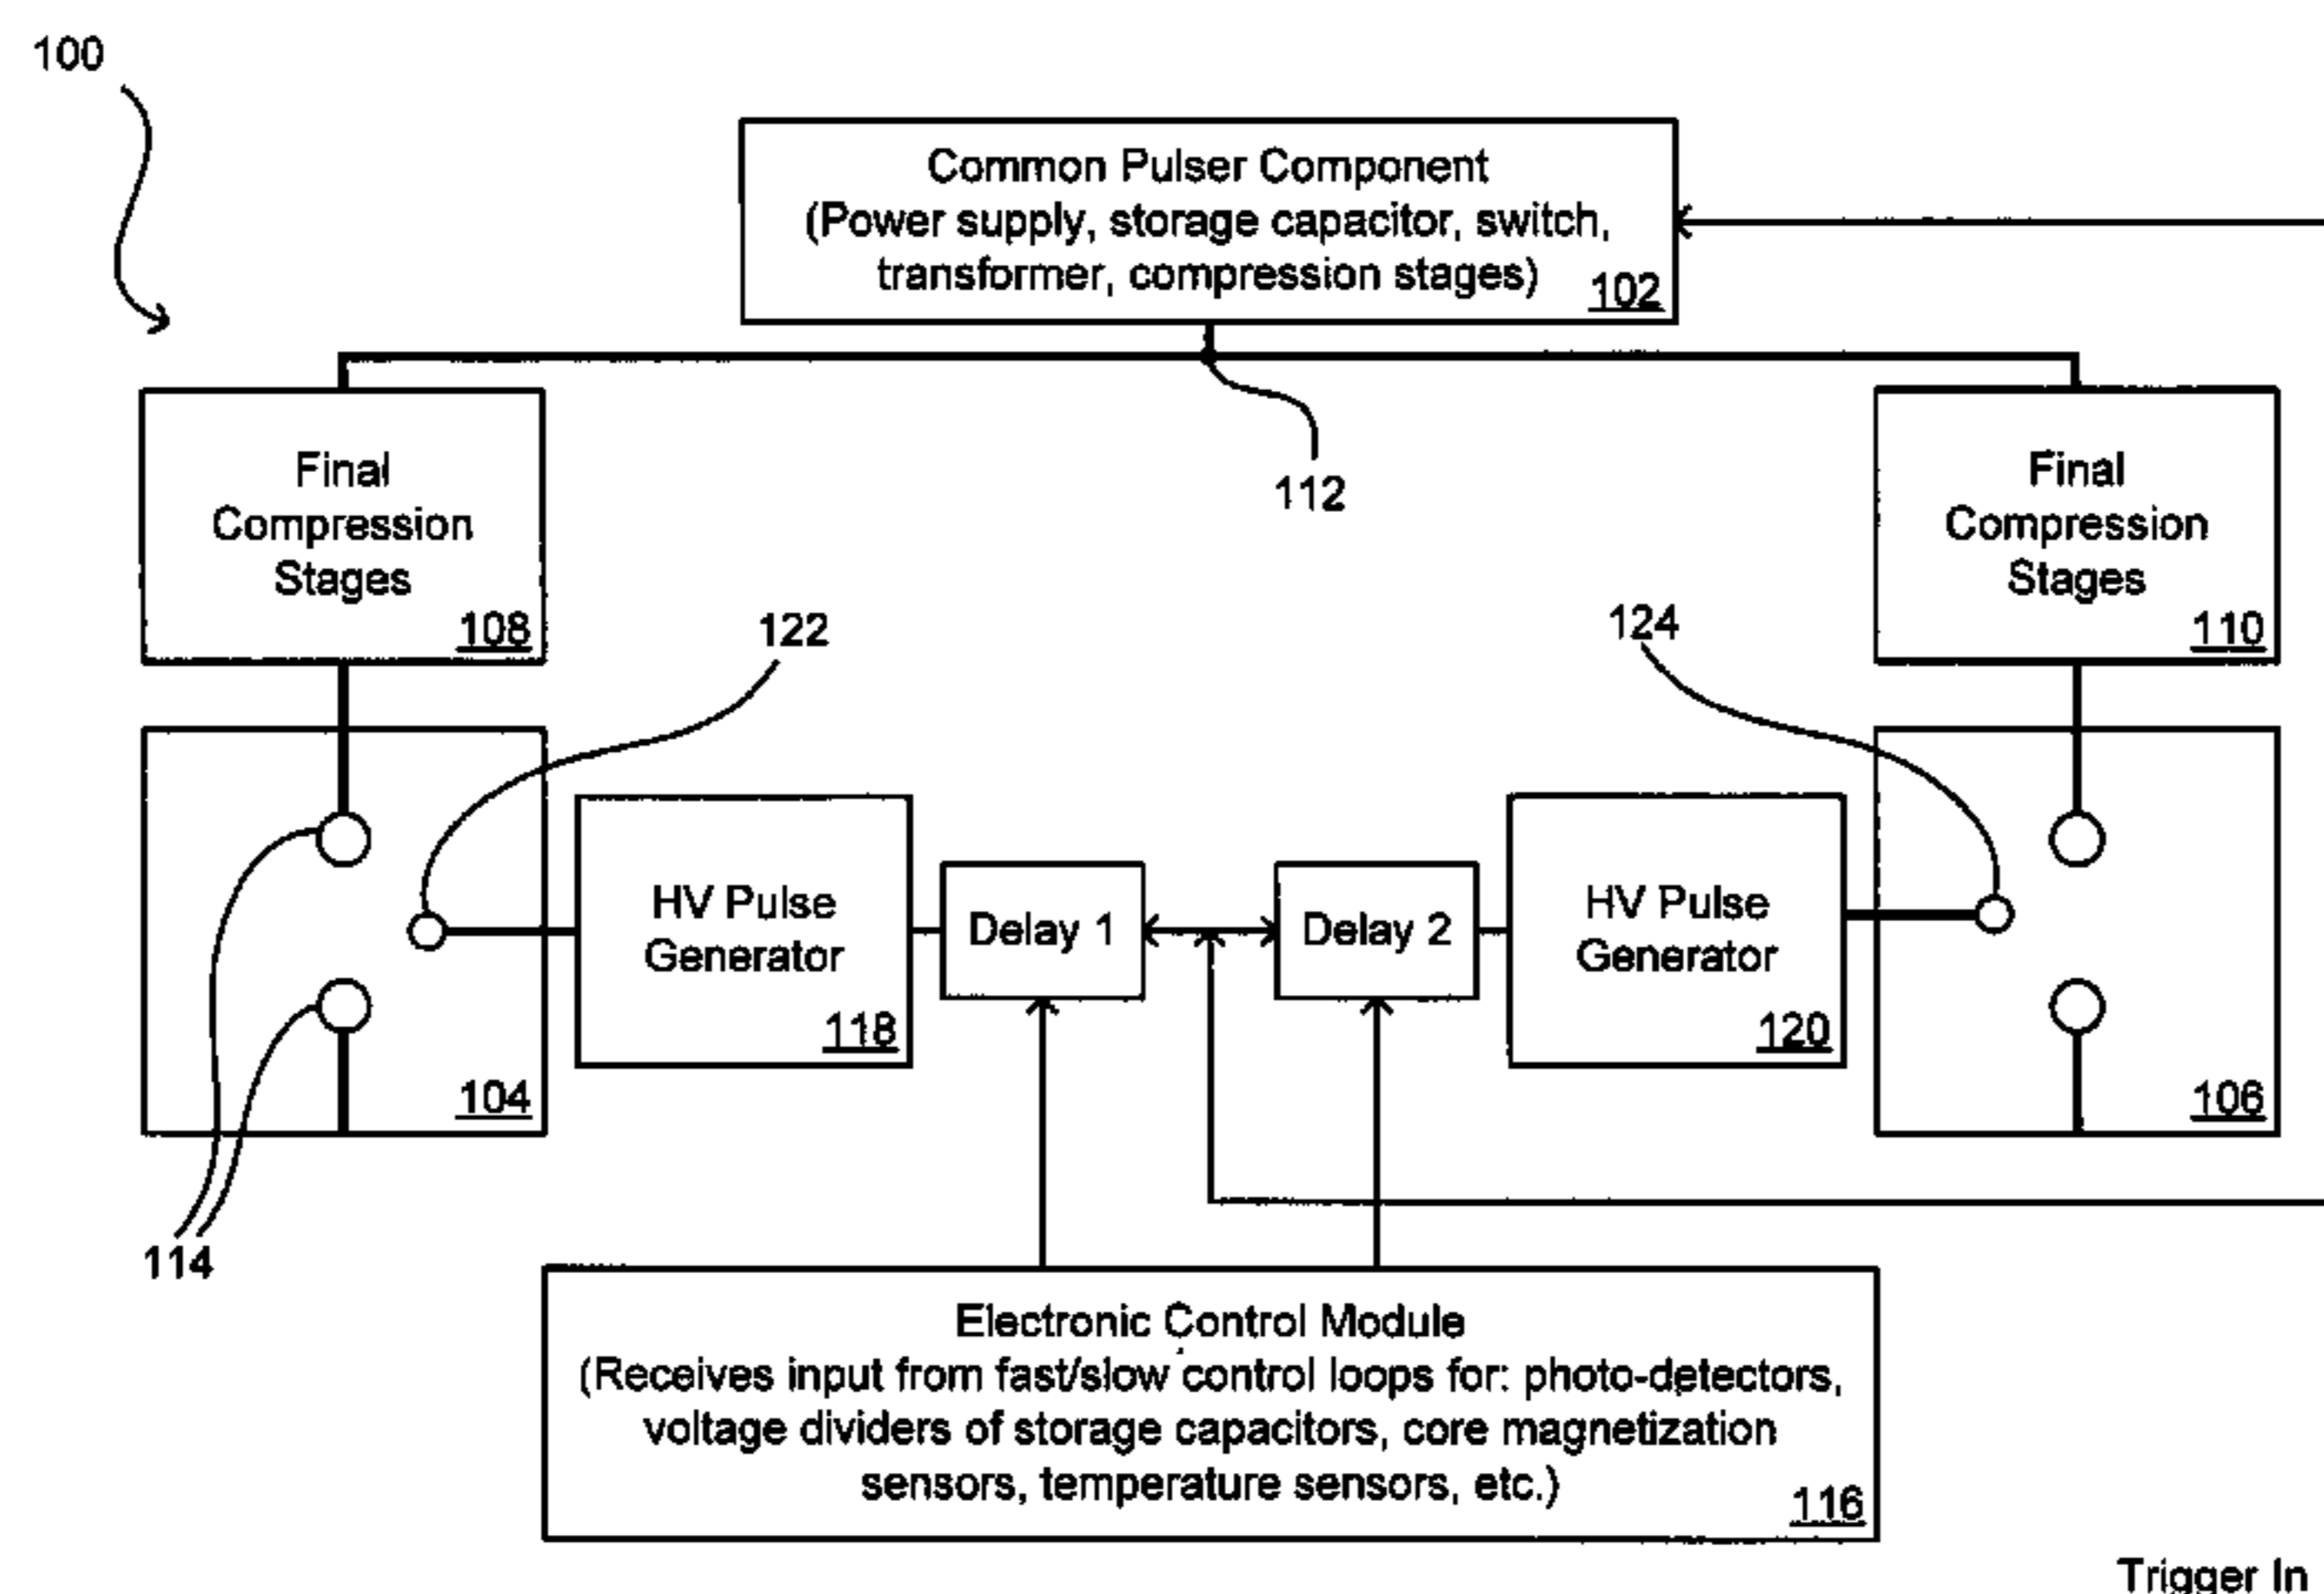 100
Common Pulser Component
(Power supply, storage capacitor, switch,
transformer, compression stages)
102
Final
Compression
Stages
108
112
Final
Compression
Stages
110
122
124
HV Pulse
Generator
118
Delay 1
Delay 2
HV Pulse
Generator
120
104
106
114
Electronic Control Module
(Receives input from fast/slow control loops for: photo-detectors,
voltage dividers of storage capacitors, core magnetization
sensors, temperature sensors, etc.)
116
Trigger In